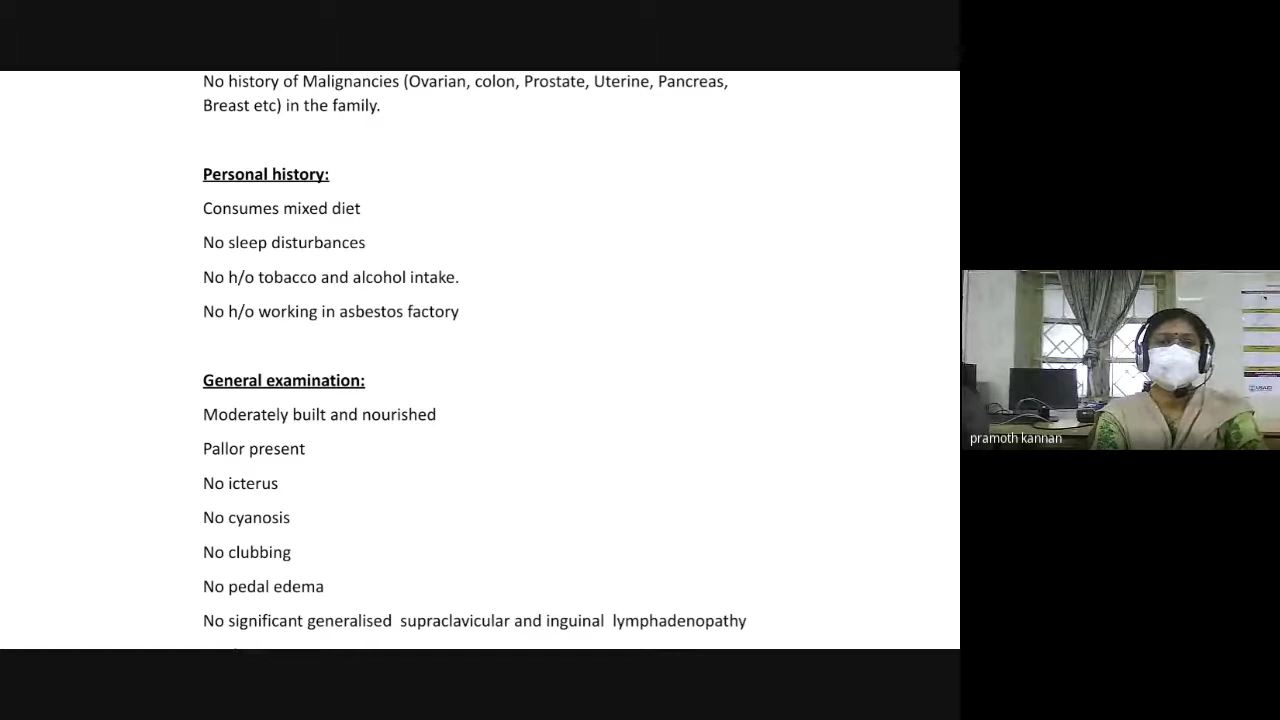 No history of Malignancies (Ovarian, colon, Prostate, Uterine, Pancreas,
Breast etc) in the family.
Personal history:
Consumes mixed diet
No sleep disturbances
No h/o tobacco and alcohol intake.
No h/o working in asbestos factory
General examination:
Moderately built and nourished
Pallor present
No icterus
No cyanosis
No clubbing
No pedal edema
No significant generalised  supraclavicular and inguinal  lymphadenopathy
pramoth kannan
USAID